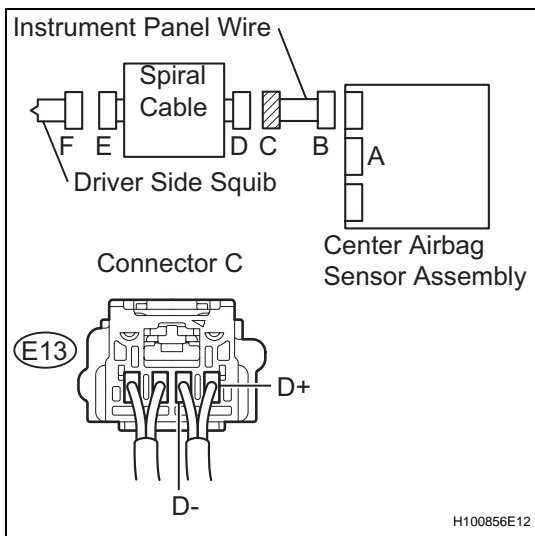 Instrument Panel Wire
Spiral
Cable
F
E
D
C
B
A
Driver Side Squib
Center Airbag
Sensor Assembly
Connector C
E13
D+
D-
H100856E12